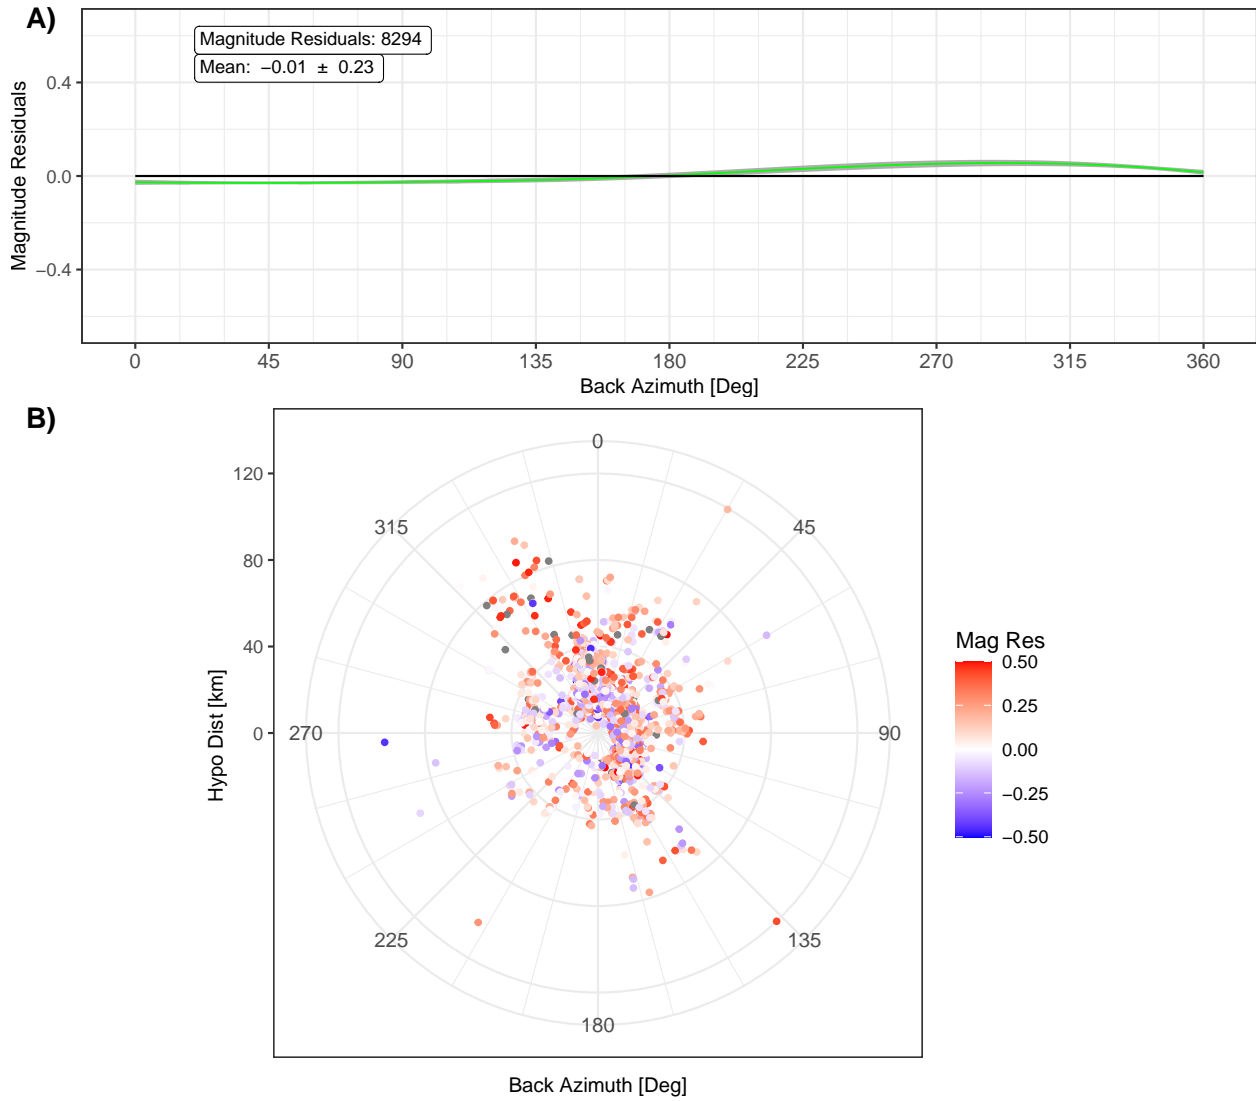 A)
Magnitude Residuals: 8294
Mean: −0.01 ± 0.23
Magnitude Residuals
0.4
0.0
−0.4
0 45 90 135 180 225 270 315 360
Back Azimuth [Deg]
B)
0
45
90
135
180
225
270
315
120
80
40
0
Hypo Dist [km]
Back Azimuth [Deg]
Mag Res
0.50
0.25
0.00
−0.25
−0.50